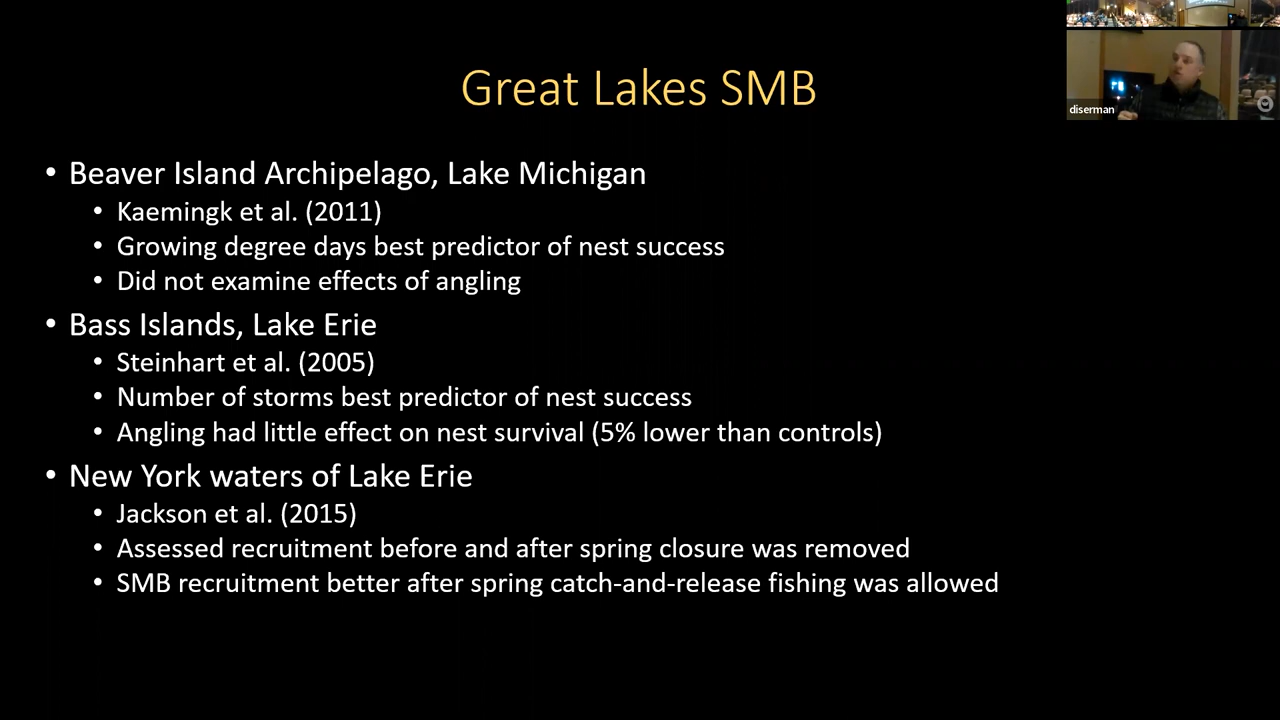 Great Lakes SMB
diserman
• Beaver Island Archipelago, Lake Michigan
• Kaemingk et al. (2011)
• Growing degree days best predictor of nest success
• Did not examine effects of angling
• Bass Islands, Lake Erie
• Steinhart et al. (2005)
• Number of storms best predictor of nest success
• Angling had little effect on nest survival (5% lower than controls)
• New York waters of Lake Erie
• Jackson et al. (2015)
• Assessed recruitment before and after spring closure was removed
• SMB recruitment better after spring catch-and-release fishing was allowed